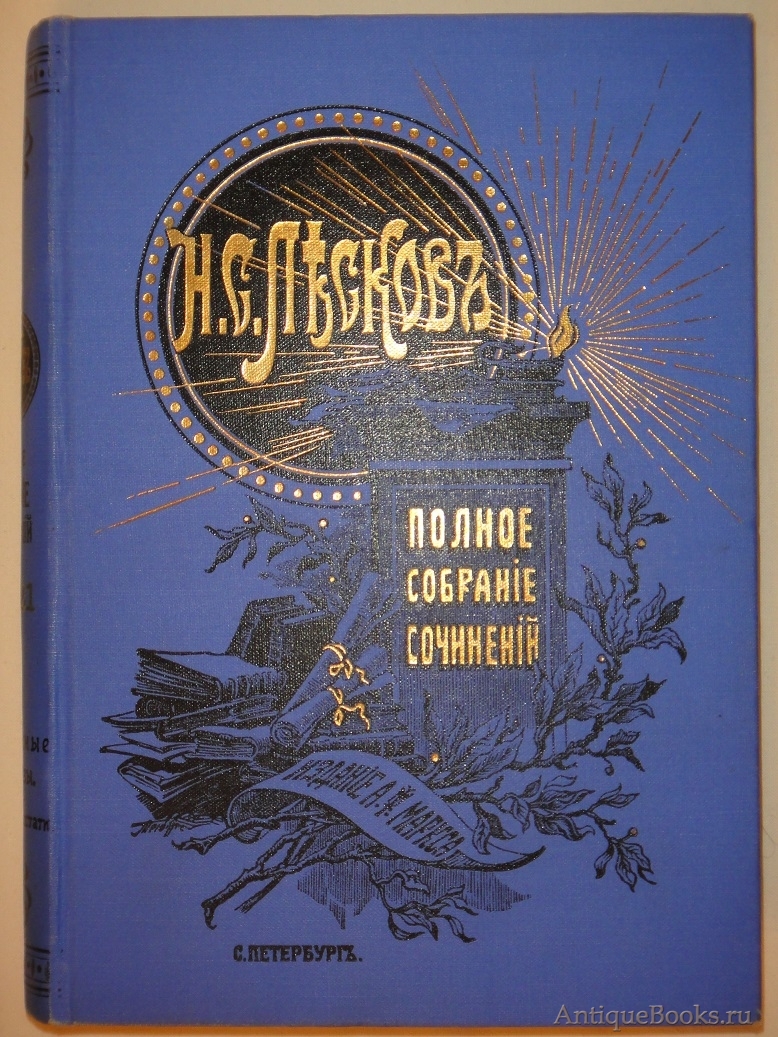 Н. С. ЛѢСКОВЪ
ПОЛНОЕ
СОБРАНІЕ
СОЧИНЕНІЙ
ИЗДАНІЕ А. Ф. МАРКСА
С. ПЕТЕРБУРГЪ.
AntiqueBooks.ru